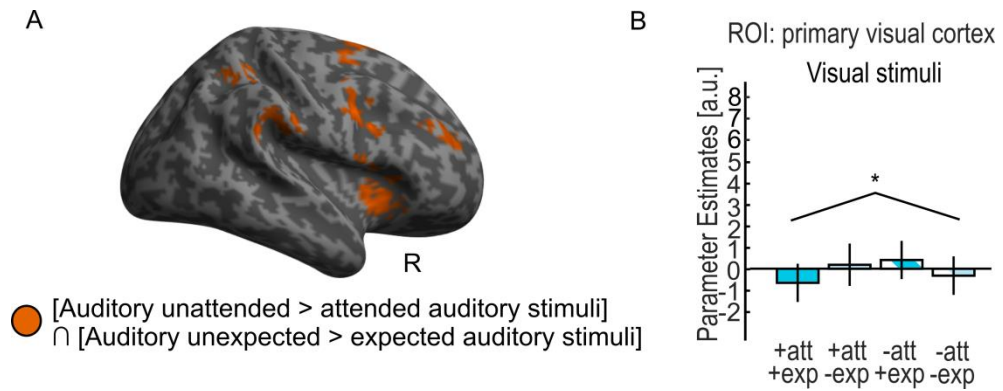 A
R
[Auditory unattended > attended auditory stimuli]
∩ [Auditory unexpected > expected auditory stimuli]
B
ROI: primary visual cortex
Visual stimuli
Parameter Estimates [a.u.]
8
7
6
5
4
3
2
1
0
-1
-2
*
+att +att -att -att
+exp -exp +exp -exp